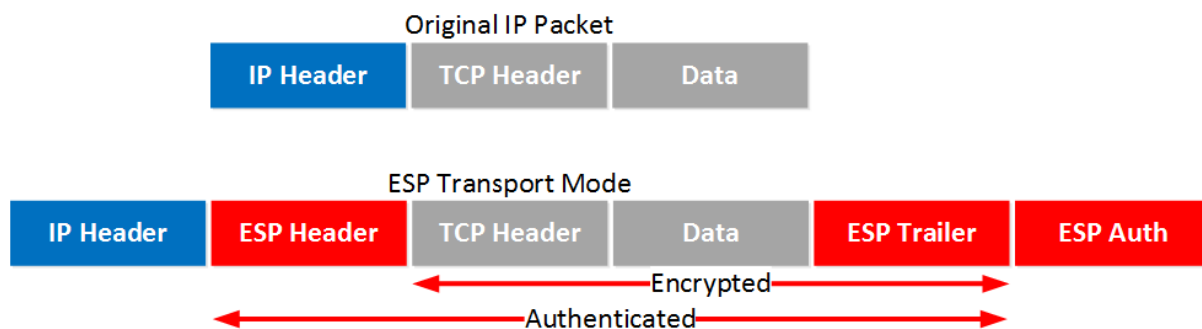 Original IP Packet
IP Header TCP Header Data
ESP Transport Mode
IP Header ESP Header TCP Header Data ESP Trailer ESP Auth
Encrypted
Authenticated